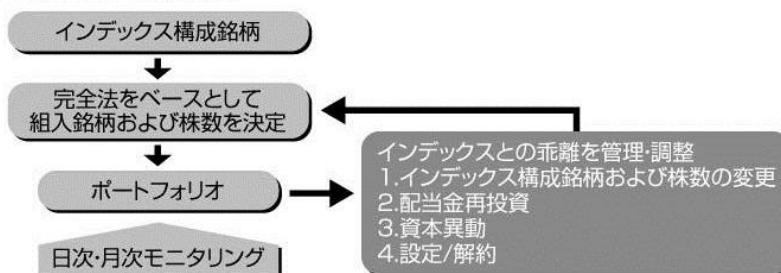 インデックス構成銘柄
完全法をベースとして
組入銘柄および株数を決定
ポートフォリオ
日次・月次モニタリング
インデックスとの乖離を管理・調整
1.インデックス構成銘柄および株数の変更
2.配当金再投資
3.資本異動
4.設定/解約